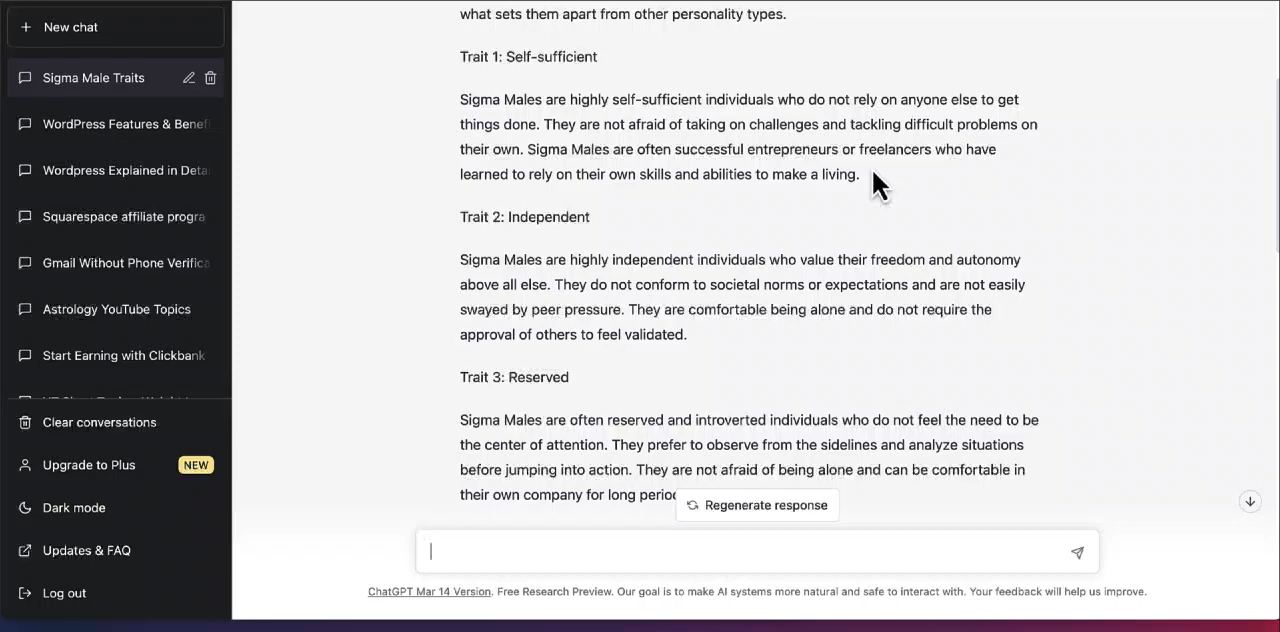 New chat
Sigma Male Traits
WordPress Features & Benef
Wordpress Explained in Deta
Squarespace affiliate progra
Gmail Without Phone Verifica
Astrology YouTube Topics
Start Earning with Clickbank
Clear conversations
Upgrade to Plus NEW
Dark mode
Updates & FAQ
Log out
what sets them apart from other personality types.
Trait 1: Self-sufficient
Sigma Males are highly self-sufficient individuals who do not rely on anyone else to get
things done. They are not afraid of taking on challenges and tackling difficult problems on
their own. Sigma Males are often successful entrepreneurs or freelancers who have
learned to rely on their own skills and abilities to make a living.
Trait 2: Independent
Sigma Males are highly independent individuals who value their freedom and autonomy
above all else. They do not conform to societal norms or expectations and are not easily
swayed by peer pressure. They are comfortable being alone and do not require the
approval of others to feel validated.
Trait 3: Reserved
Sigma Males are often reserved and introverted individuals who do not feel the need to be
the center of attention. They prefer to observe from the sidelines and analyze situations
before jumping into action. They are not afraid of being alone and can be comfortable in
their own company for long
Regenerate response
ChatGPT Mar 14 Version. Free Research Preview. Our goal is to make AI systems more natural and safe to interact with. Your feedback will help us improve.